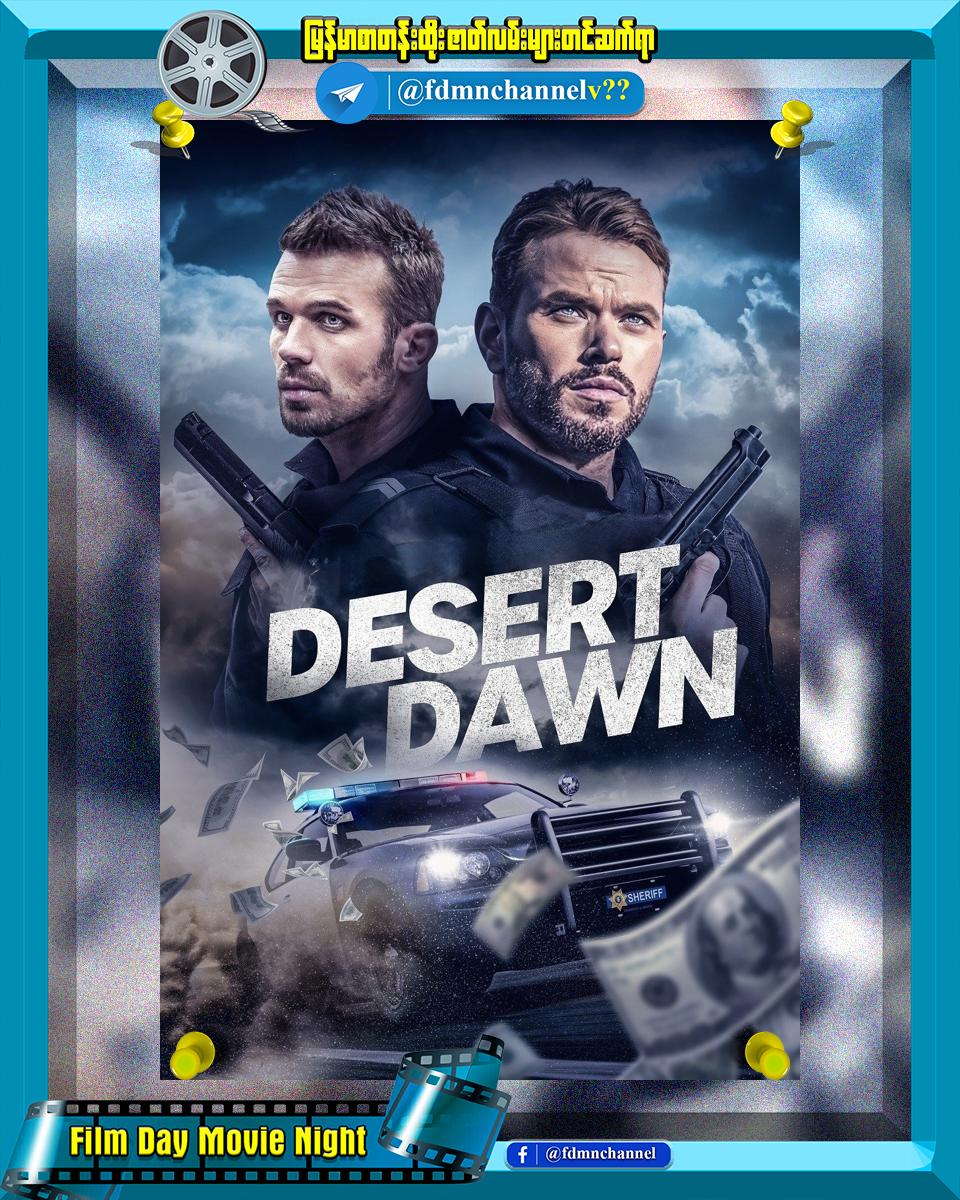 မြန်မာစာတန်းထိုးဇာတ်လမ်းများတင်ဆက်ရာ
@fdmnchannelv??
DESERT
DAWN
SHERIFF
Film Day Movie Night
@fdmnchannel